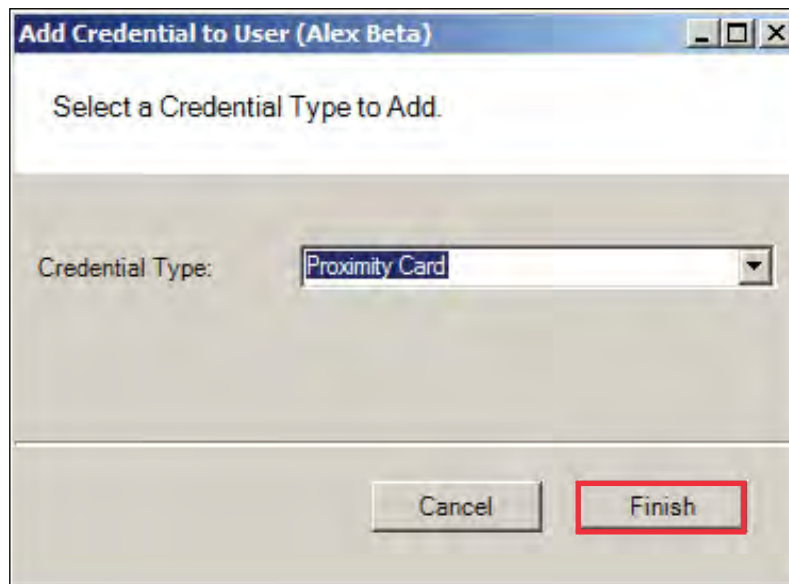 Add Credential to User (Alex Beta)
Select a Credential Type to Add.
Credential Type: Proximity Card
Cancel Finish